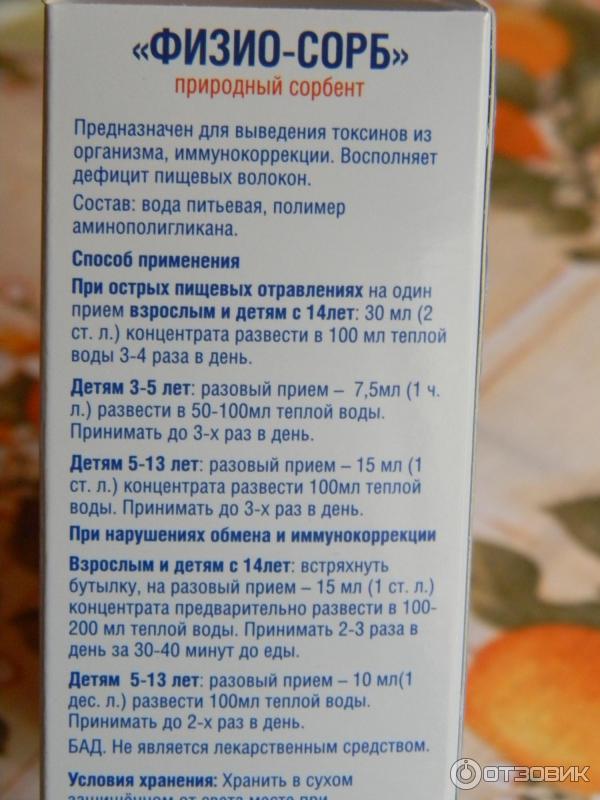 «ФИЗИО-СОРБ»
природный сорбент
Предназначен для выведения токсинов из
организма, иммунокоррекции. Восполняет
дефицит пищевых волокон.
Состав: вода питьевая, полимер
аминополигликана.
Способ применения
При острых пищевых отравлениях на один
прием взрослым и детям с 14лет: 30 мл (2
ст. л.) концентрата развести в 100 мл теплой
воды 3-4 раза в день.
Детям 3-5 лет: разовый прием – 7,5мл (1 ч.
л.) развести в 50-100мл теплой воды.
Принимать до 3-х раз в день.
Детям 5-13 лет: разовый прием – 15 мл (1
ст. л.) концентрата развести 100мл теплой
воды. Принимать до 3-х раз в день.
При нарушениях обмена и иммунокоррекции
Взрослым и детям с 14лет: встряхнуть
бутылку, на разовый прием – 15 мл (1 ст. л.)
концентрата предварительно развести в 100-
200 мл теплой воды. Принимать 2-3 раза в
день за 30-40 минут до еды.
Детям 5-13 лет: разовый прием – 10 мл(1
дес. л.) развести 100мл теплой воды.
Принимать до 2-х раз в день.
БАД. Не является лекарственным средством.
Условия хранения: Хранить в сухом
защищённом от света месте при
ОТЗОВИК